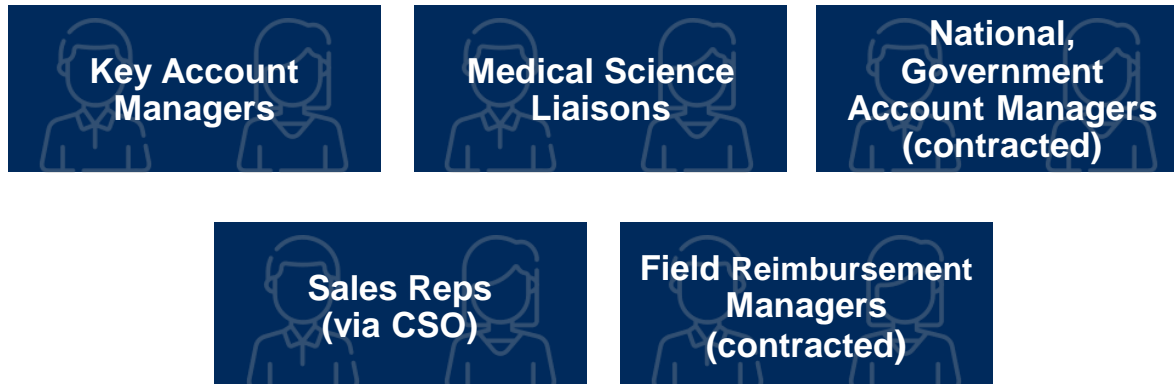 Key Account
Managers
Medical Science
Liaisons
National,
Government
Account Managers
(contracted)
Sales Reps
(via CSO)
Field Reimbursement
Managers
(contracted)